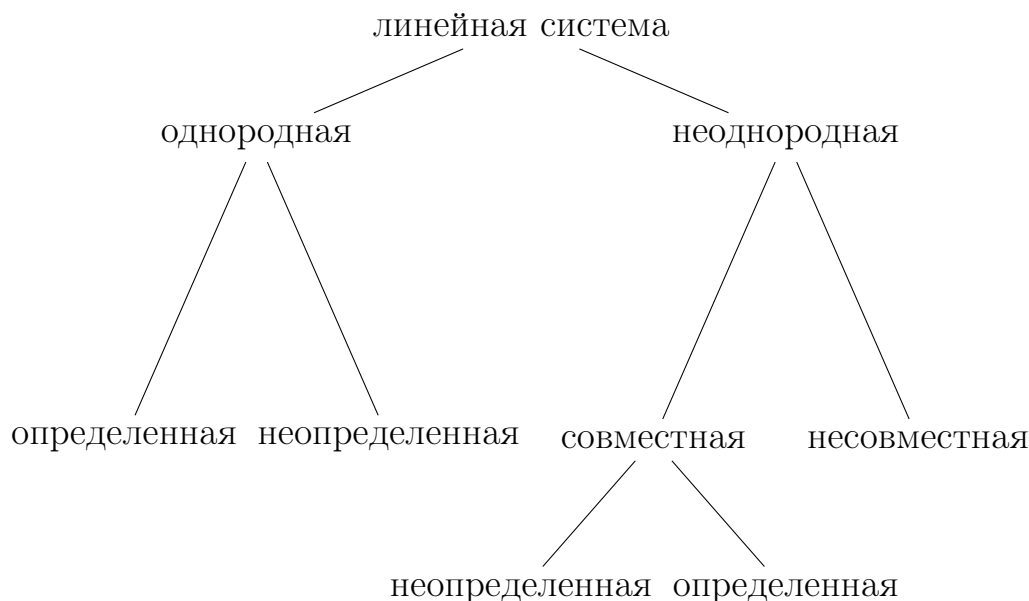 линейная система
однородная неоднородная
определенная неопределенная совместная несовместная
неопределенная определенная